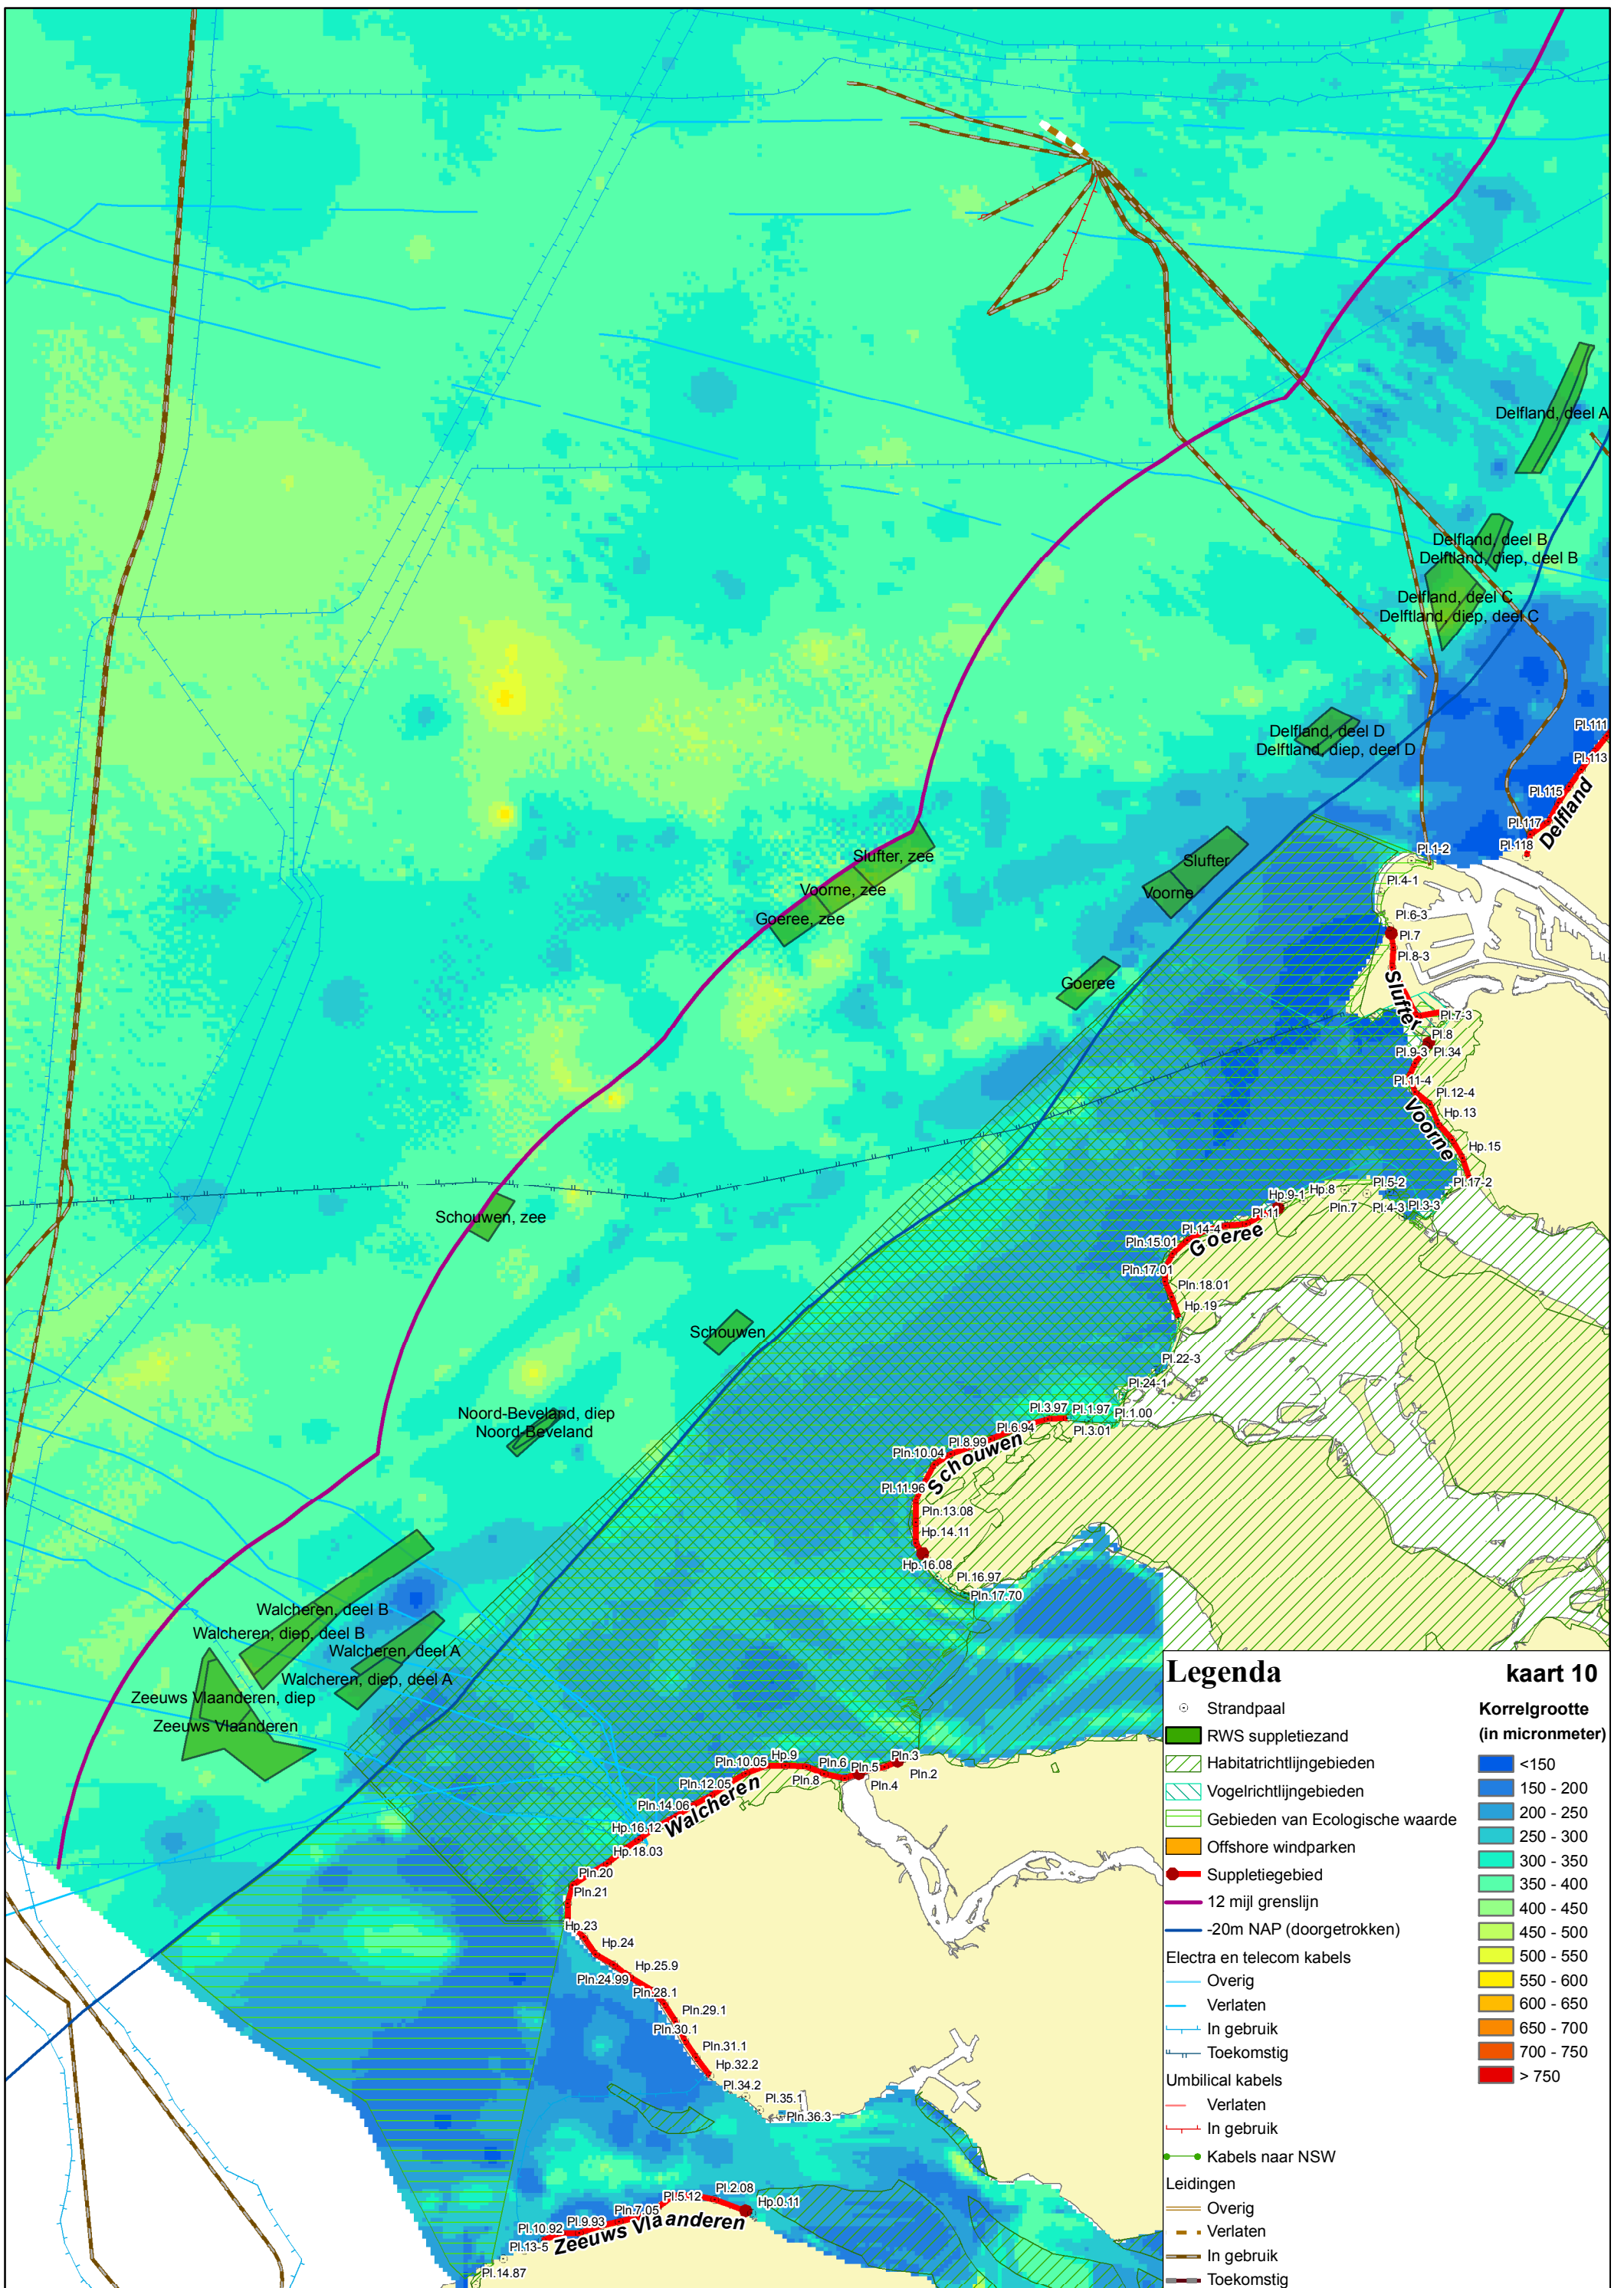 Delfland, deel A
Delfland, deel B
Delftland, diep, deel B
Delfland, deel C
Delftland, diep, deel C
Delfland, deel D
Delftland, diep, deel D
Pl.111
Pl.113
Pl.115
Pl.117
Pl.118
Delfland
Slufter, zee
Voorne, zee
Goeree, zee
Slufter
Voorne
Goeree
Pl.1-2
Pl.4-1
Pl.6-3
Pl.7
Pl.8-3
Slufter
Pl.7-3
Pl.8
Pl.9-3
Pl.34
Pl.11-4
Pl.12-4
Hp.13
Voorne
Hp.15
Pl.17-2
Pl.5-2
Pl.4-3
Pl.3-3
Hp.8
Pln.7
Hp.9-1
Pl.11
Pl.14-4
Goeree
Pln.15.01
Pln.17.01
Pln.18.01
Hp.19
Pl.22-3
Pl.24-1
Schouwen, zee
Schouwen
Noord-Beveland, diep
Noord-Beveland
Pl.3.97
Pl.1.97
Pl.1.00
Pl.3.01
Pl.6.94
Pl.8.99
Pln.10.04
Schouwen
Pl.11.96
Pln.13.08
Hp.14.11
Hp.16.08
Pl.16.97
Pln.17.70
Walcheren, deel B
Walcheren, diep, deel B
Walcheren, deel A
Walcheren, diep, deel A
Zeeuws Vlaanderen, diep
Zeeuws Vlaanderen
Pln.3
Pln.2
Pln.5
Pln.4
Pln.6
Pln.8
Hp.9
Pln.10.05
Pln.12.05
Pln.14.06
Walcheren
Hp.16.12
Hp.18.03
Pln.20
Pln.21
Hp.23
Hp.24
Pln.24.99
Hp.25.9
Pln.28.1
Pln.29.1
Pln.30.1
Pln.31.1
Hp.32.2
Pl.34.2
Pl.35.1
Pln.36.3
Pl.2.08
Hp.0.11
Pl.5.12
Pln.7.05
Pl.9.93
Pl.10.92
Zeeuws Vlaanderen
Pl.13-5
Pl.14.87
Legenda
kaart 10
Strandpaal
RWS suppletiezand
Habitatrichtlijngebieden
Vogelrichtlijngebieden
Gebieden van Ecologische waarde
Offshore windparken
Suppletiegebied
12 mijl grenslijn
-20m NAP (doorgetrokken)
Electra en telecom kabels
Overig
Verlaten
In gebruik
Toekomstig
Umbilical kabels
Verlaten
In gebruik
Kabels naar NSW
Leidingen
Overig
Verlaten
In gebruik
Toekomstig
Korrelgrootte
(in micronmeter)
<150
150 - 200
200 - 250
250 - 300
300 - 350
350 - 400
400 - 450
450 - 500
500 - 550
550 - 600
600 - 650
650 - 700
700 - 750
> 750